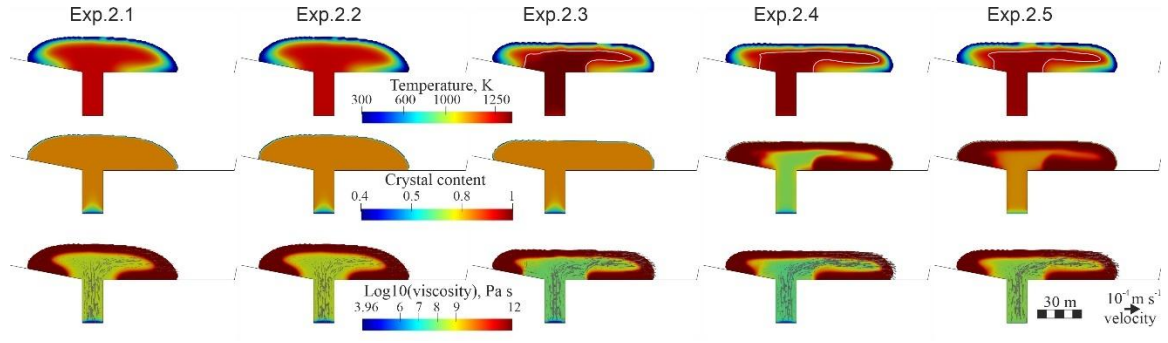 Exp.2.1 Exp.2.2 Exp.2.3 Exp.2.4 Exp.2.5
Temperature, K
300 600 1000 1250
Crystal content
0.4 0.5 0.8 1
Log10(viscosity), Pa s
3.96 6 7 8 9 12
30 m
10⁻⁴ m s⁻¹
velocity